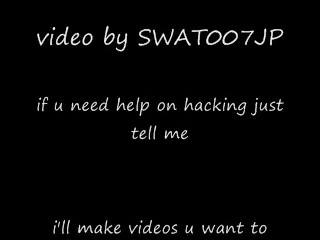 video by SWAT007JP
if u need help on hacking just
tell me
i'll make videos u want to